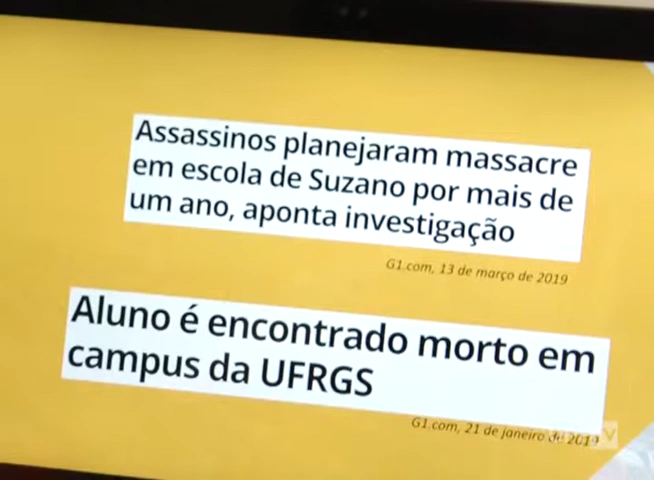 Assassinos planejaram massacre
em escola de Suzano por mais de
um ano, aponta investigação
G1.com, 13 de março de 2019
Aluno é encontrado morto em
campus da UFRGS
G1.com, 21 de janeiro de 2019